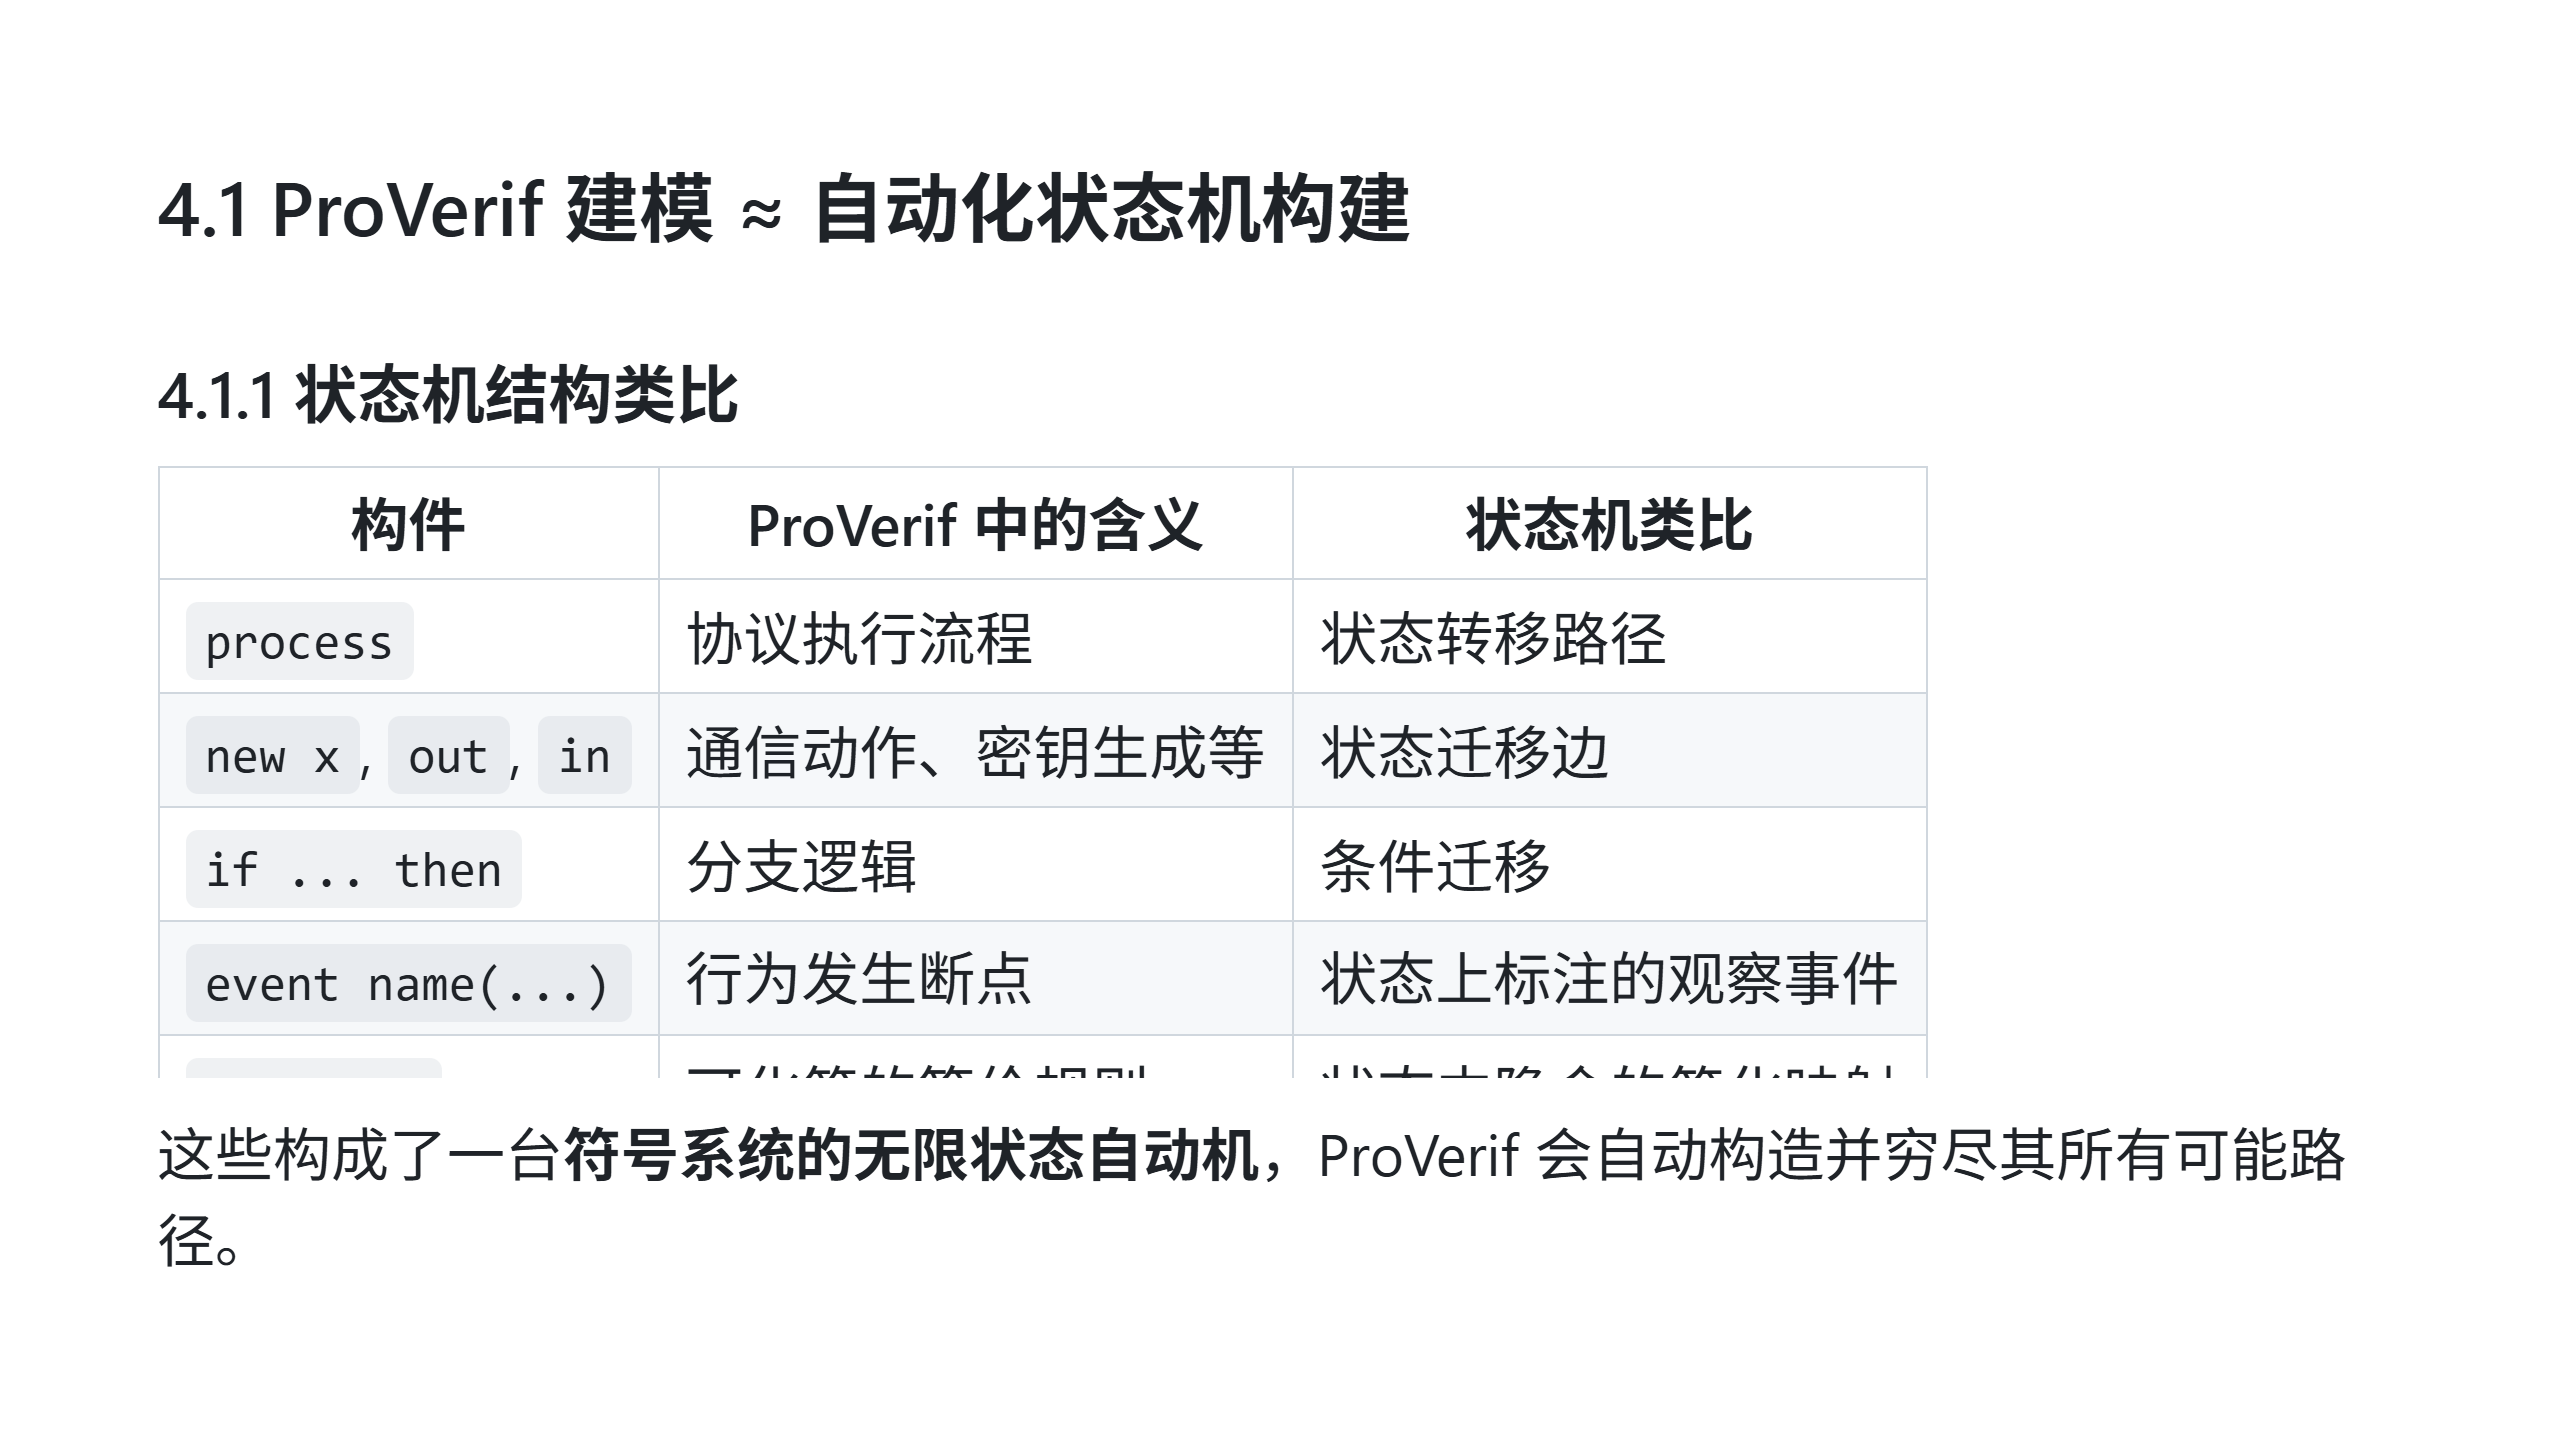 4.1 ProVerif 建模 ≈ 自动化状态机构建
4.1.1 状态机结构类比
构件 ProVerif 中的含义 状态机类比
process 协议执行流程 状态转移路径
new x, out, in 通信动作、密钥生成等 状态迁移边
if ... then 分支逻辑 条件迁移
event name(...) 行为发生断点 状态上标注的观察事件
这些构成了一台符号系统的无限状态自动机，ProVerif 会自动构造并穷尽其所有可能路
径。